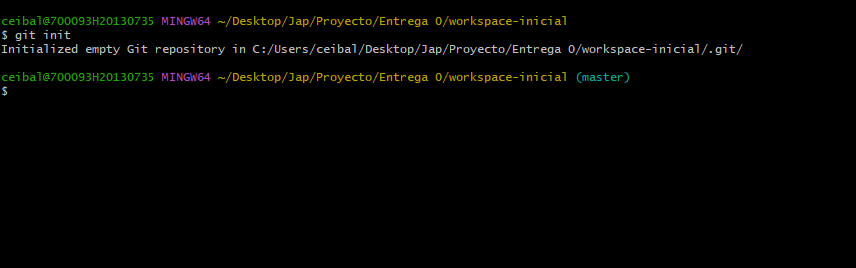 ceibal@700093H20130735 MINGW64 ~/Desktop/Jap/Proyecto/Entrega 0/workspace-inicial
$ git init
Initialized empty Git repository in C:/Users/ceibal/Desktop/Jap/Proyecto/Entrega 0/workspace-inicial/.git/
ceibal@700093H20130735 MINGW64 ~/Desktop/Jap/Proyecto/Entrega 0/workspace-inicial (master)
$